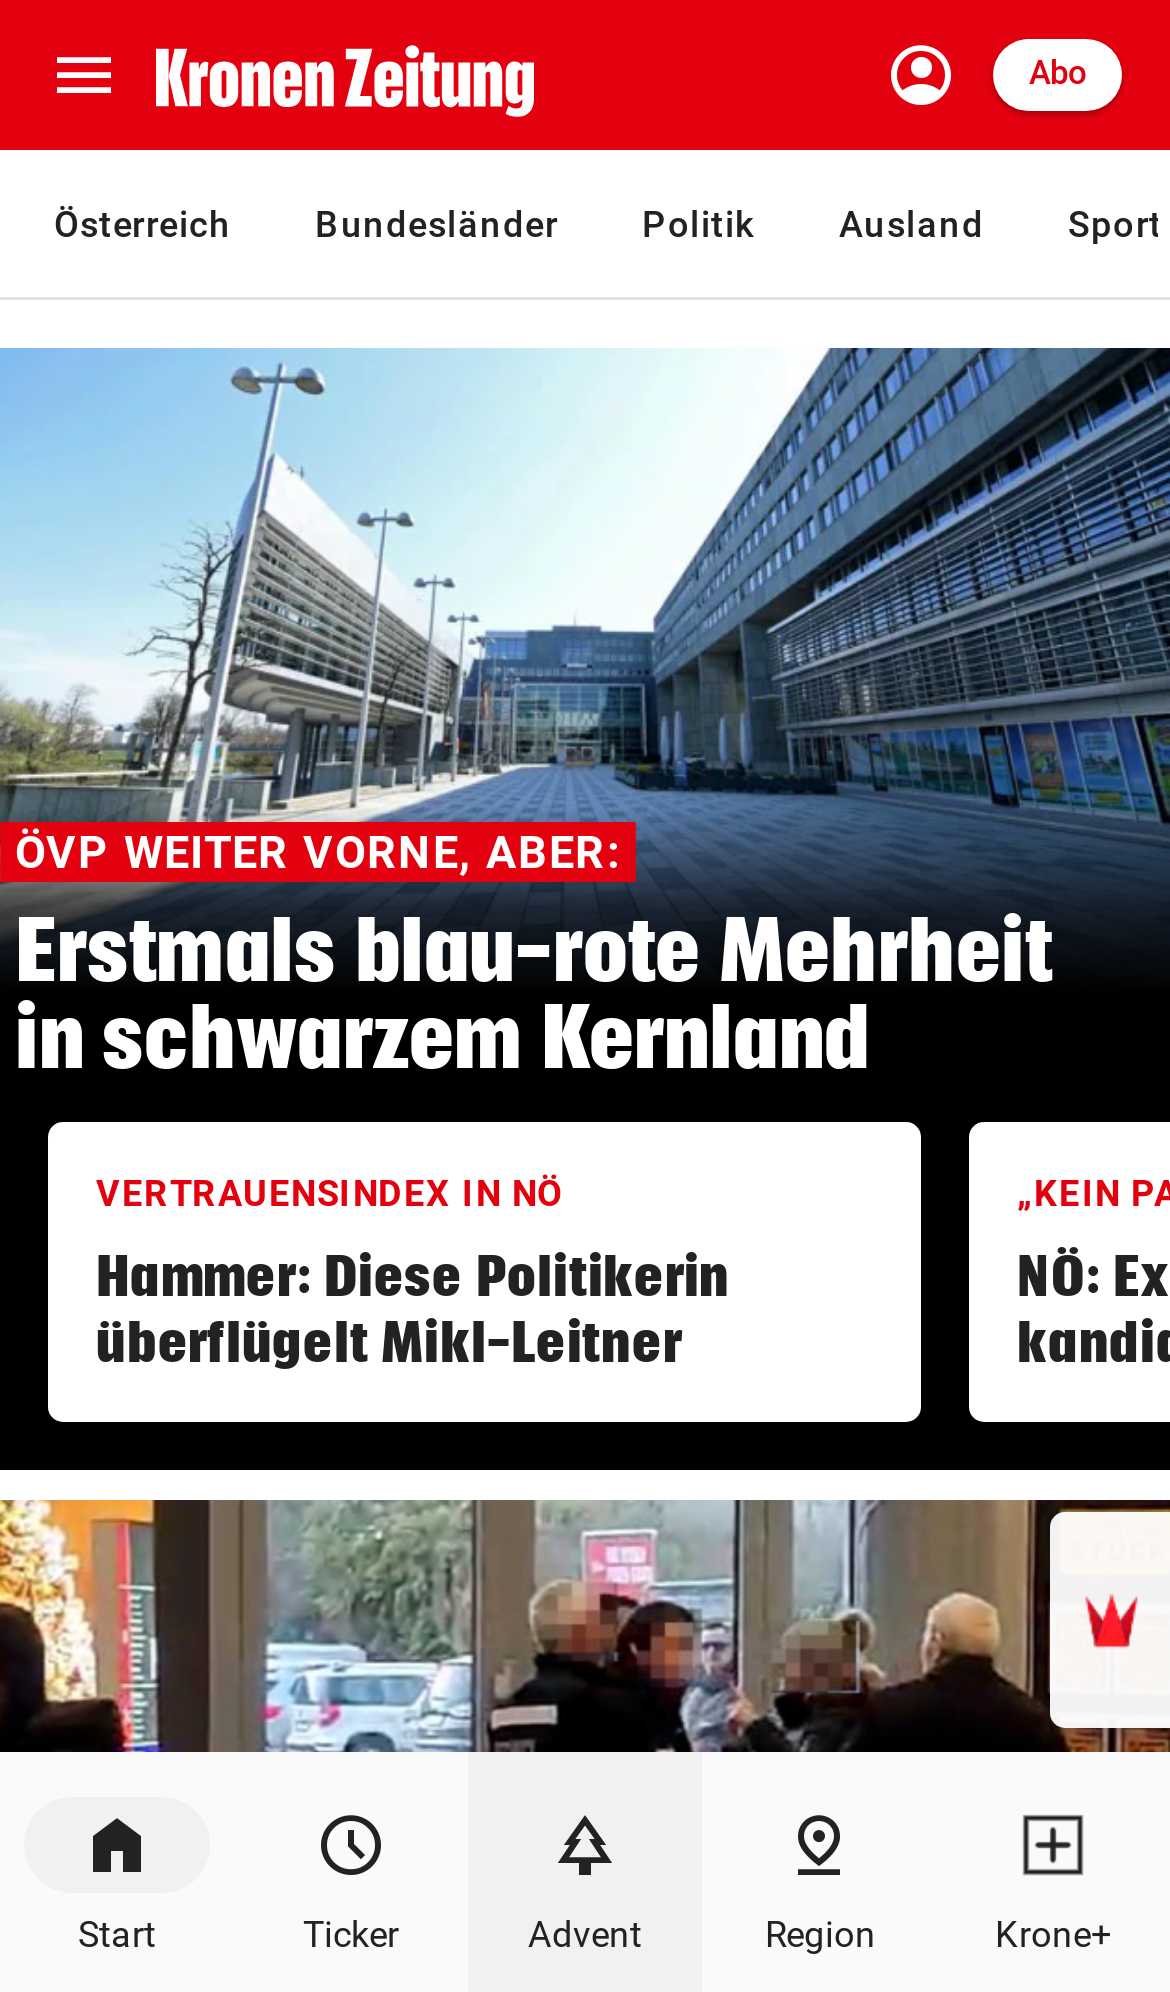 Kronen Zeitung
Abo
Österreich
Bundesländer
Politik
Ausland
Sport
ÖVP WEITER VORNE, ABER:
Erstmals blau-rote Mehrheit
in schwarzem Kernland
VERTRAUENSINDEX IN NÖ
Hammer: Diese Politikerin
überflügelt Mikl-Leitner
„KEIN PA
NÖ: Ex
kandid
Start
Ticker
Advent
Region
Krone+